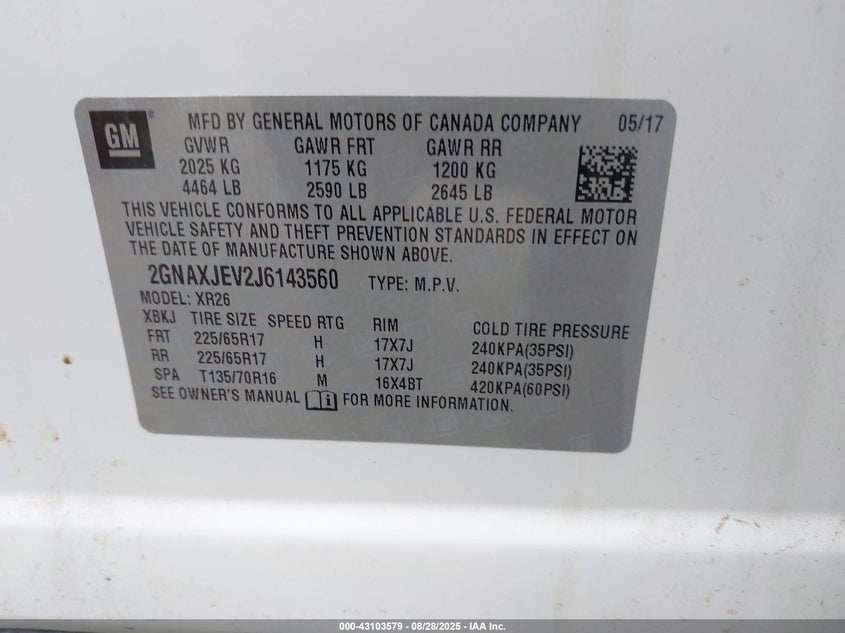 GM
MFD BY GENERAL MOTORS OF CANADA COMPANY 05/17
GVWR GAWR FRT GAWR RR
2025 KG 1175 KG 1200 KG
4464 LB 2590 LB 2645 LB
THIS VEHICLE CONFORMS TO ALL APPLICABLE U.S. FEDERAL MOTOR
VEHICLE SAFETY AND THEFT PREVENTION STANDARDS IN EFFECT ON
THE DATE OF MANUFACTURE SHOWN ABOVE.
2GNAXJEV2J6143560 TYPE: M.P.V.
MODEL: XR26
XBKJ TIRE SIZE SPEED RTG RIM COLD TIRE PRESSURE
FRT 225/65R17 H 17X7J 240KPA(35PSI)
RR 225/65R17 H 17X7J 240KPA(35PSI)
SPA T135/70R16 M 16X4BT 420KPA(60PSI)
SEE OWNER'S MANUAL FOR MORE INFORMATION.
000-43103579 - 08/28/2025 - IAA Inc.